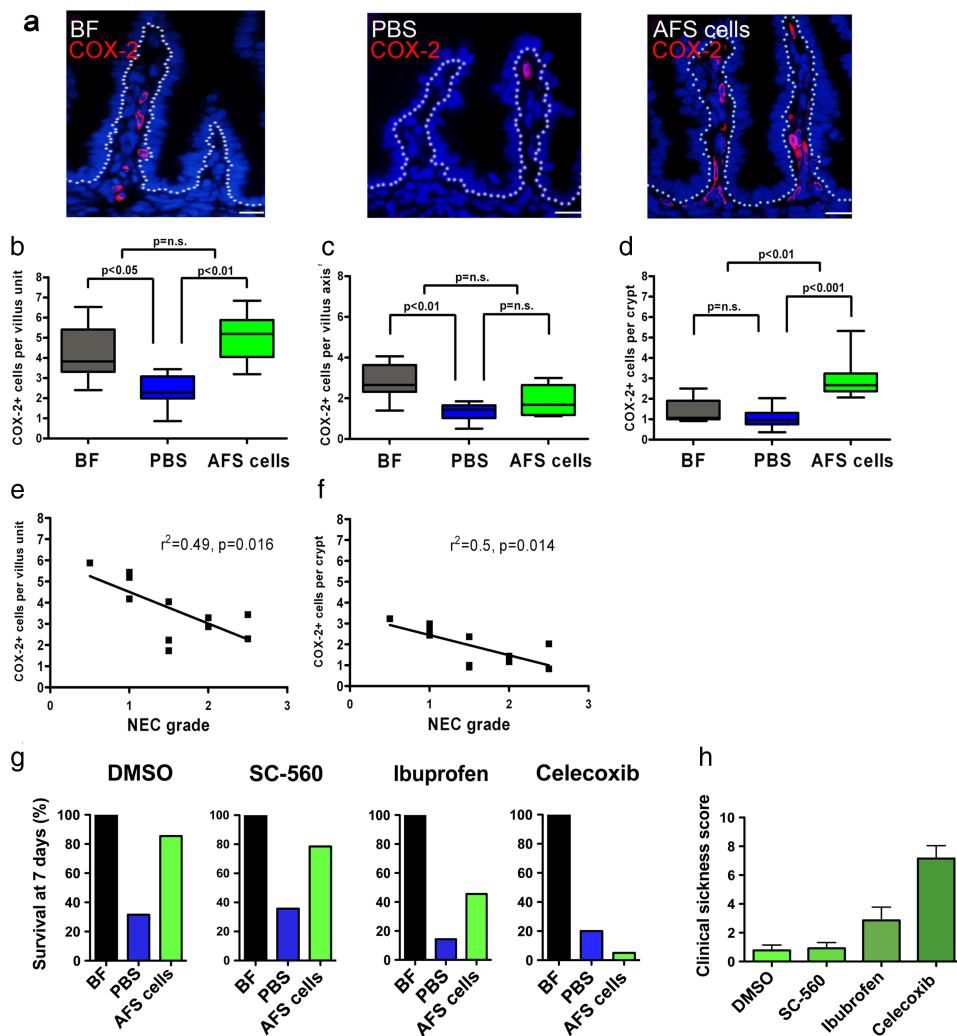 a
BF
COX-2
PBS
AFS cells
COX-2
b
COX-2+ cells per villus unit
8
7
6
5
4
3
2
1
0
p=n.s.
p<0.05
p<0.01
BF
PBS
AFS cells
c
COX-2+ cells per villus axis
8
7
6
5
4
3
2
1
0
p=n.s.
p<0.01
p=n.s.
BF
PBS
AFS cells
d
COX-2+ cells per crypt
8
7
6
5
4
3
2
1
0
p<0.01
p=n.s.
p<0.001
BF
PBS
AFS cells
e
COX-2+ cells per villus unit
8
7
6
5
4
3
2
1
0
r²=0.49, p=0.016
0
1
2
3
NEC grade
f
COX-2+ cells per crypt
8
7
6
5
4
3
2
1
0
r²=0.5, p=0.014
0
1
2
3
NEC grade
g
Survival at 7 days (%)
DMSO
100
80
60
40
20
0
BF
PBS
AFS cells
SC-560
100
80
60
40
20
0
BF
PBS
AFS cells
Ibuprofen
100
80
60
40
20
0
BF
PBS
AFS cells
Celecoxib
100
80
60
40
20
0
BF
PBS
AFS cells
h
Clinical sickness score
10
8
6
4
2
0
DMSO
SC-560
Ibubrofen
Celecoxib